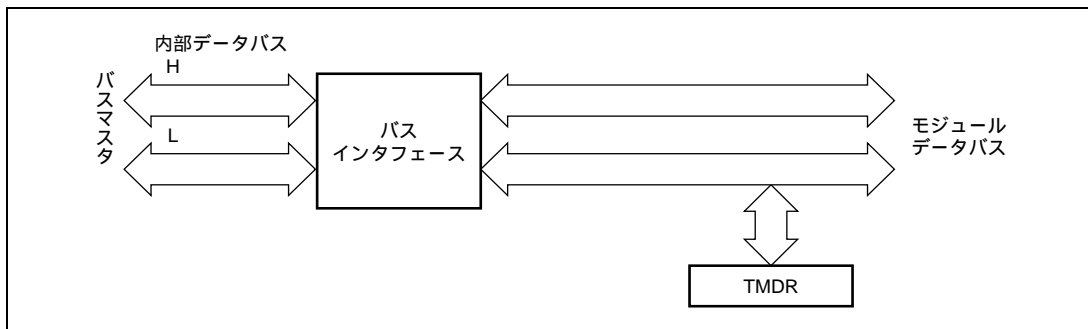 内部データバス
H
バスマスタ
L
バス
インタフェース
モジュール
データバス
TMDR